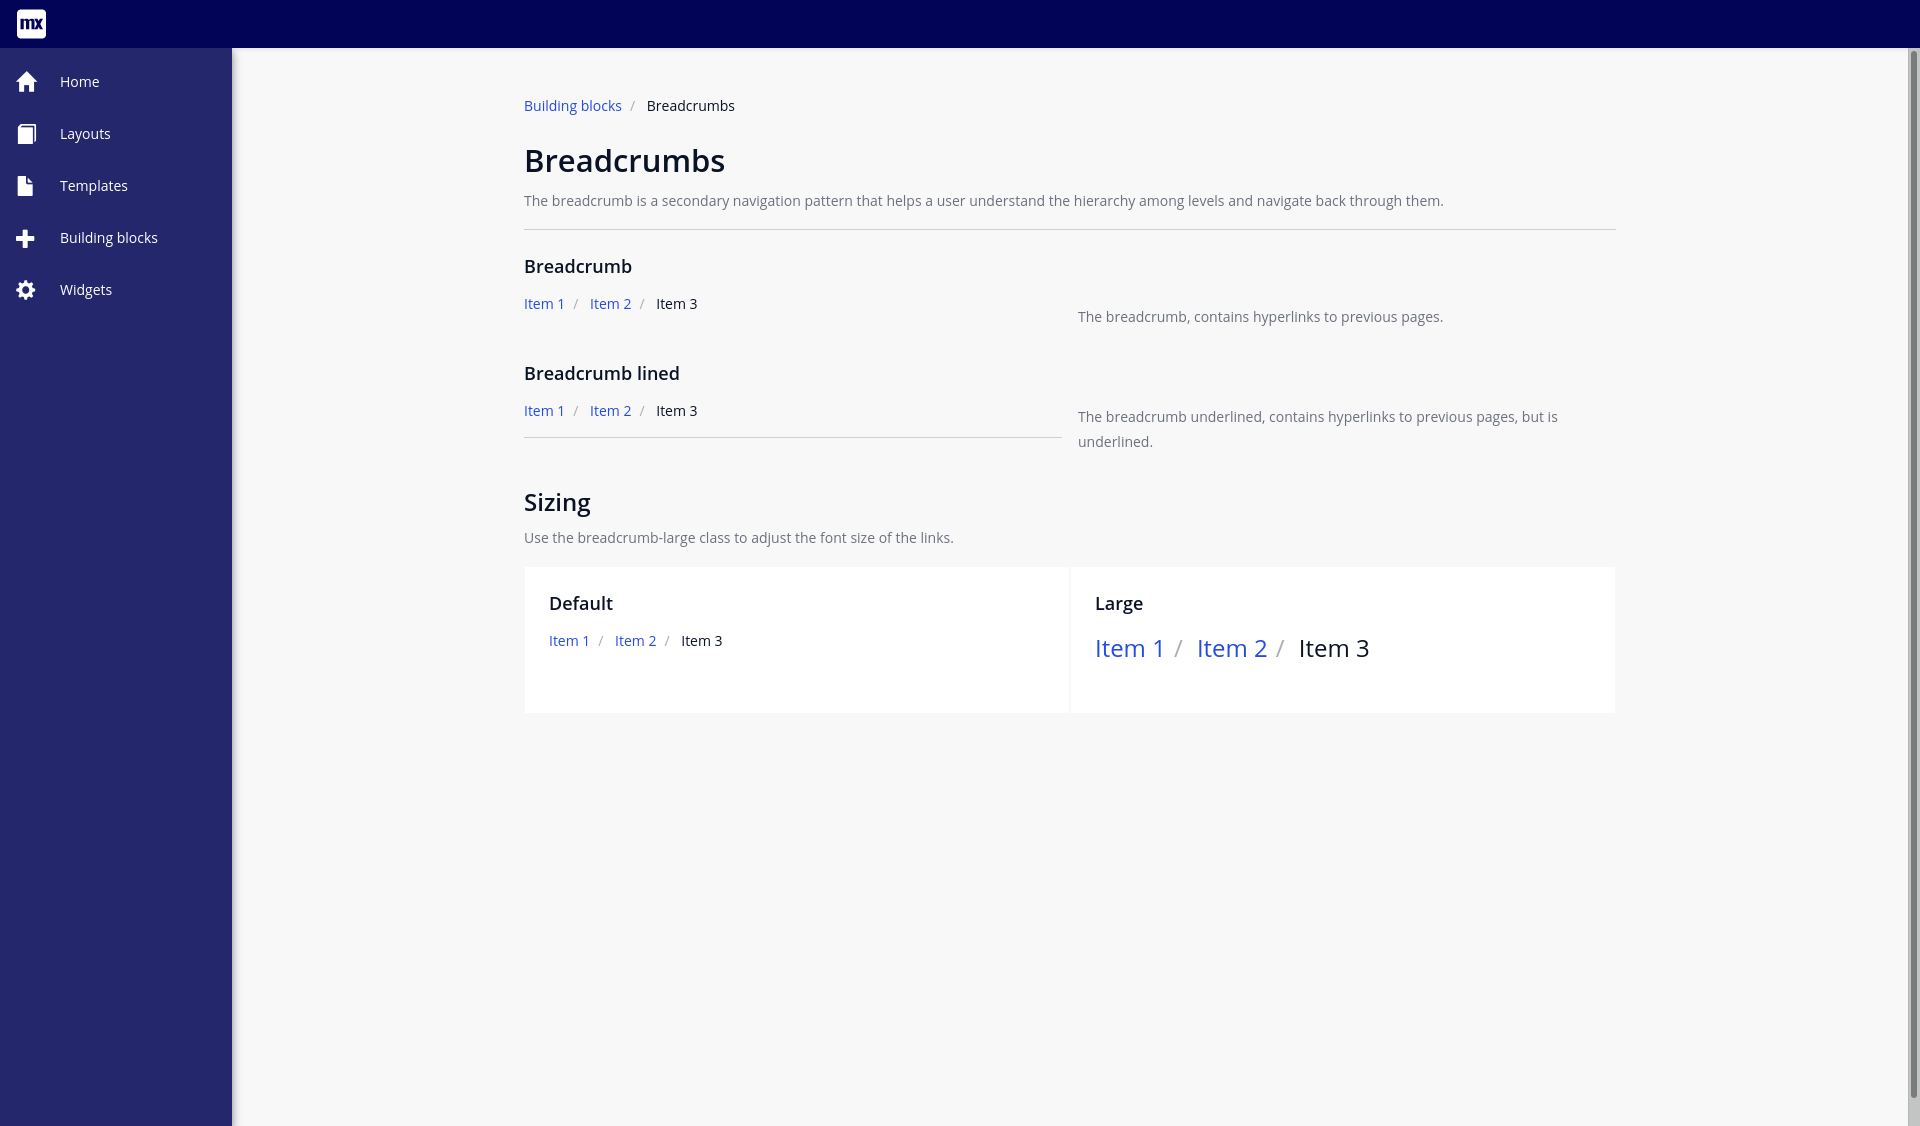 mx
Home
Layouts
Templates
Building blocks
Widgets
Building blocks / Breadcrumbs
Breadcrumbs
The breadcrumb is a secondary navigation pattern that helps a user understand the hierarchy among levels and navigate back through them.
Breadcrumb
Item 1 / Item 2 / Item 3
The breadcrumb, contains hyperlinks to previous pages.
Breadcrumb lined
Item 1 / Item 2 / Item 3
The breadcrumb underlined, contains hyperlinks to previous pages, but is
underlined.
Sizing
Use the breadcrumb-large class to adjust the font size of the links.
Default
Item 1 / Item 2 / Item 3
Large
Item 1 / Item 2 / Item 3